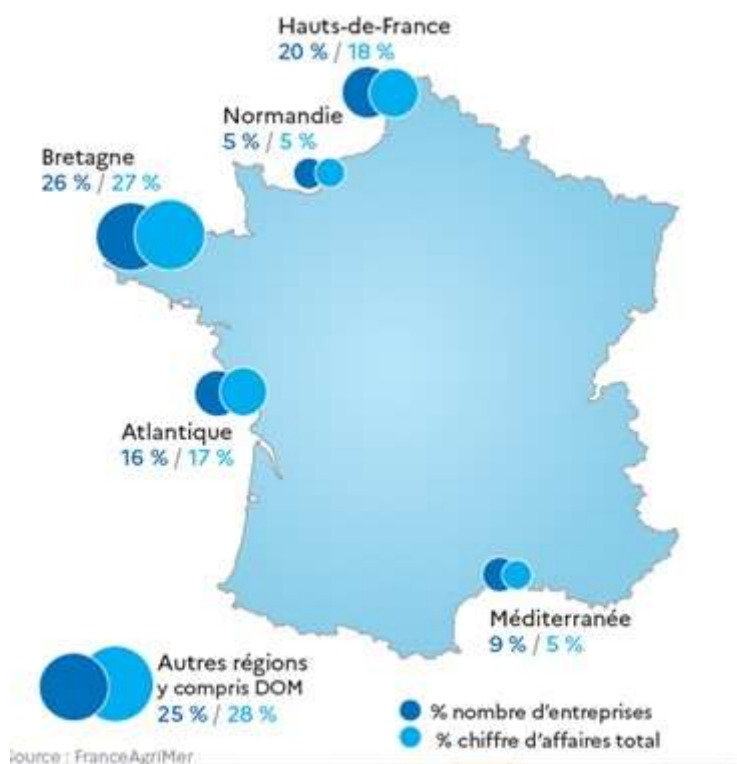 Hauts-de-France
20 % / 18 %
Normandie
5 % / 5 %
Bretagne
26 % / 27 %
Atlantique
16 % / 17 %
Méditerranée
9 % / 5 %
Autres régions
y compris DOM
25 % / 28 %
% nombre d'entreprises
% chiffre d'affaires total
Source : FranceAgriMer